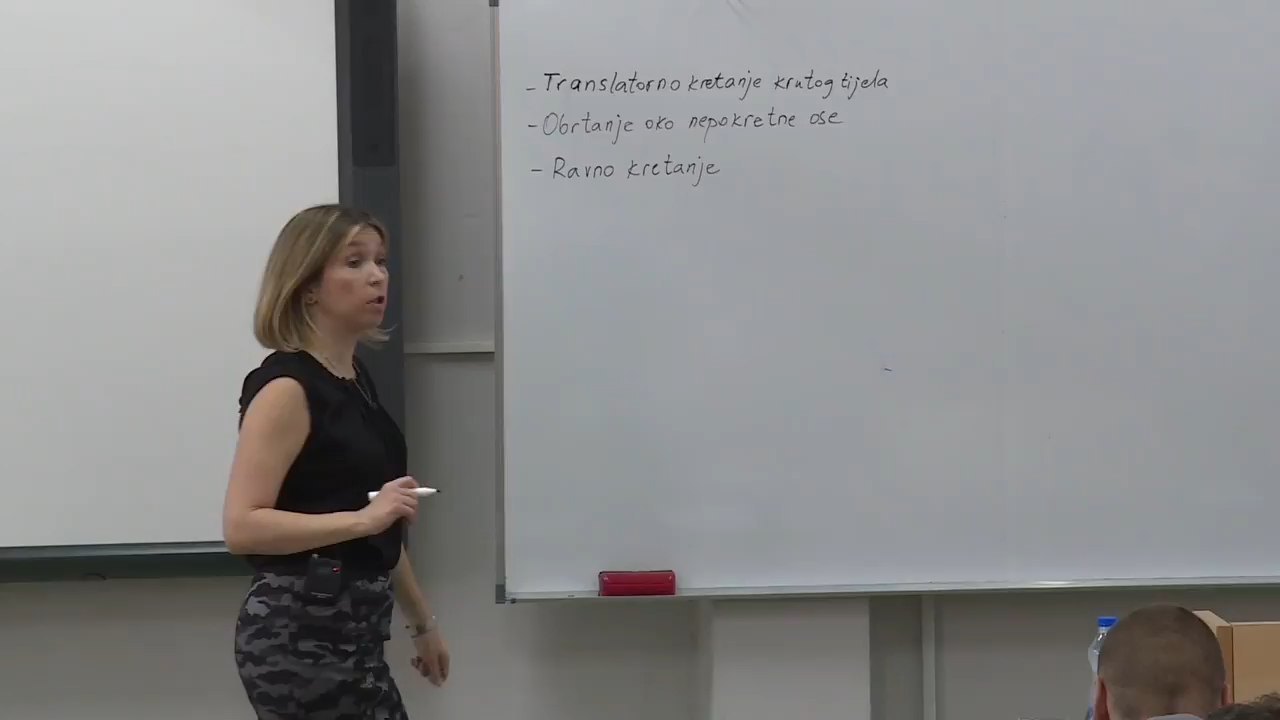 - Translatorno kretanje krutog tijela
- Obrtanje oko nepokretne ose
- Ravno kretanje